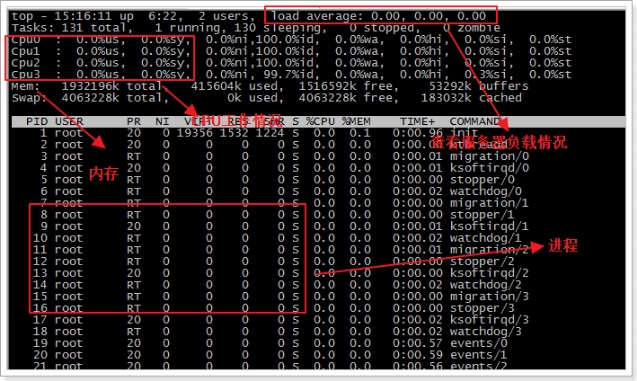 top - 15:16:11 up  6:22,  2 users,  load average: 0.00, 0.00, 0.00
Tasks: 131 total,   1 running, 130 sleeping,   0 stopped,   0 zombie
Cpu0  :  0.0%us,  0.0%sy,  0.0%ni,100.0%id,  0.0%wa,  0.0%hi,  0.0%si,  0.0%st
Cpu1  :  0.0%us,  0.0%sy,  0.0%ni,100.0%id,  0.0%wa,  0.0%hi,  0.0%si,  0.0%st
Cpu2  :  0.0%us,  0.0%sy,  0.0%ni,100.0%id,  0.0%wa,  0.0%hi,  0.0%si,  0.0%st
Cpu3  :  0.0%us,  0.0%sy,  0.0%ni, 99.7%id,  0.0%wa,  0.0%hi,  0.3%si,  0.0%st
Mem:   1932196k total,   415604k used,  1516592k free,    53292k buffers
Swap:  4063228k total,        0k used,  4063228k free,   183032k cached
PID USER      PR  NI  VIRT  RES  SHR S %CPU %MEM    TIME+  COMMAND
1 root      20   0 19356 1532 1224 S  0.0  0.1   0:00.96 init
2 root      20   0     0    0    0 S  0.0  0.0   0:00.00
查看服务器负载情况
3 root      RT   0     0    0    0 S  0.0  0.0   migration/0
内存
4 root      20   0     0    0    0 S  0.0  0.0   0:00.01 ksoftirqd/0
5 root      RT   0     0    0    0 S  0.0  0.0   0:00.00 stopper/0
6 root      RT   0     0    0    0 S  0.0  0.0   0:00.02 watchdog/0
7 root      RT   0     0    0    0 S  0.0  0.0   0:00.01 migration/1
8 root      RT   0     0    0    0 S  0.0  0.0   0:00.00 stopper/1
9 root      20   0     0    0    0 S  0.0  0.0   0:00.01 ksoftirqd/1
10 root      RT   0     0    0    0 S  0.0  0.0   0:00.02 watchdog/1
进程
11 root      RT   0     0    0    0 S  0.0  0.0   0:00.01 migration/2
12 root      RT   0     0    0    0 S  0.0  0.0   0:00.00 stopper/2
13 root      20   0     0    0    0 S  0.0  0.0   0:00.00 ksoftirqd/2
14 root      RT   0     0    0    0 S  0.0  0.0   0:00.02 watchdog/2
15 root      RT   0     0    0    0 S  0.0  0.0   0:00.01 migration/3
16 root      RT   0     0    0    0 S  0.0  0.0   0:00.00 stopper/3
17 root      20   0     0    0    0 S  0.0  0.0   0:00.02 ksoftirqd/3
18 root      RT   0     0    0    0 S  0.0  0.0   0:00.02 watchdog/3
19 root      20   0     0    0    0 S  0.0  0.0   0:00.57 events/0
20 root      20   0     0    0    0 S  0.0  0.0   0:00.59 events/1
21 root      20   0     0    0    0 S  0.0  0.0   0:00.56 events/2